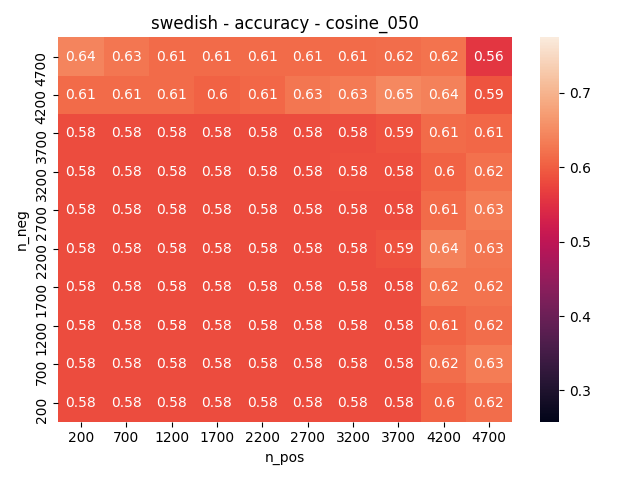 swedish - accuracy - cosine_050
n_neg
4700 0.64 0.63 0.61 0.61 0.61 0.61 0.61 0.62 0.62 0.56
4200 0.61 0.61 0.61 0.6 0.61 0.63 0.63 0.65 0.64 0.59
3700 0.58 0.58 0.58 0.58 0.58 0.58 0.58 0.59 0.61 0.61
3200 0.58 0.58 0.58 0.58 0.58 0.58 0.58 0.58 0.6 0.62
2700 0.58 0.58 0.58 0.58 0.58 0.58 0.58 0.58 0.61 0.63
2200 0.58 0.58 0.58 0.58 0.58 0.58 0.58 0.59 0.64 0.63
1700 0.58 0.58 0.58 0.58 0.58 0.58 0.58 0.58 0.62 0.62
1200 0.58 0.58 0.58 0.58 0.58 0.58 0.58 0.58 0.61 0.62
700 0.58 0.58 0.58 0.58 0.58 0.58 0.58 0.58 0.62 0.63
200 0.58 0.58 0.58 0.58 0.58 0.58 0.58 0.58 0.6 0.62
200 700 1200 1700 2200 2700 3200 3700 4200 4700
n_pos
0.7
0.6
0.5
0.4
0.3